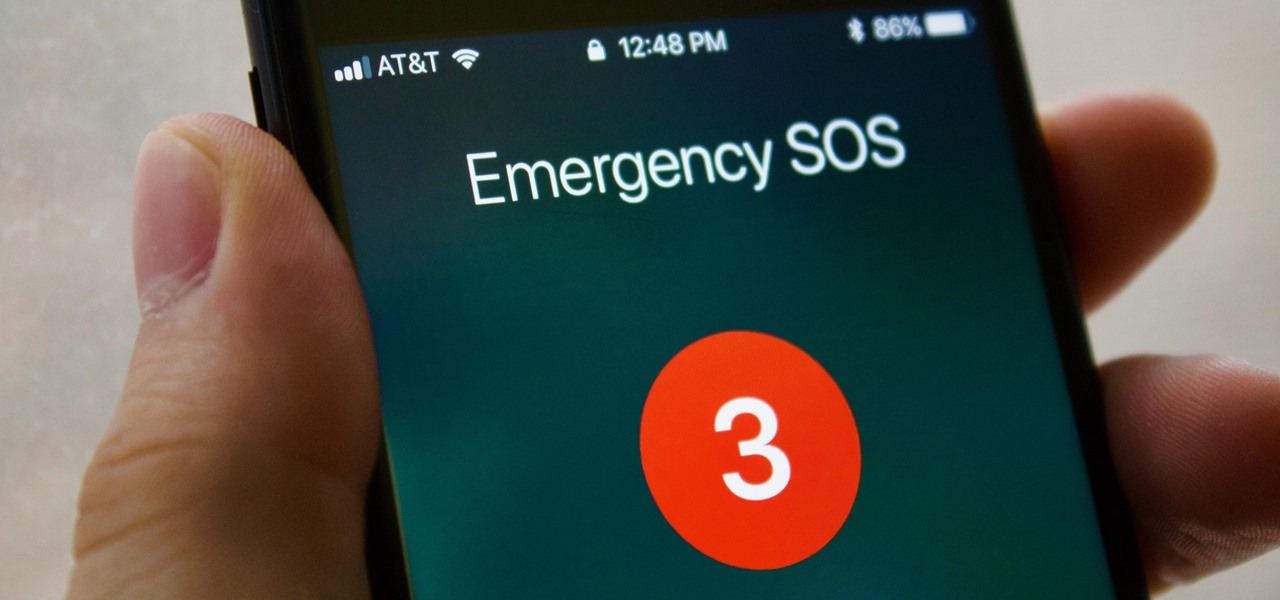 AT&T 12:48 PM 86%
Emergency SOS
3